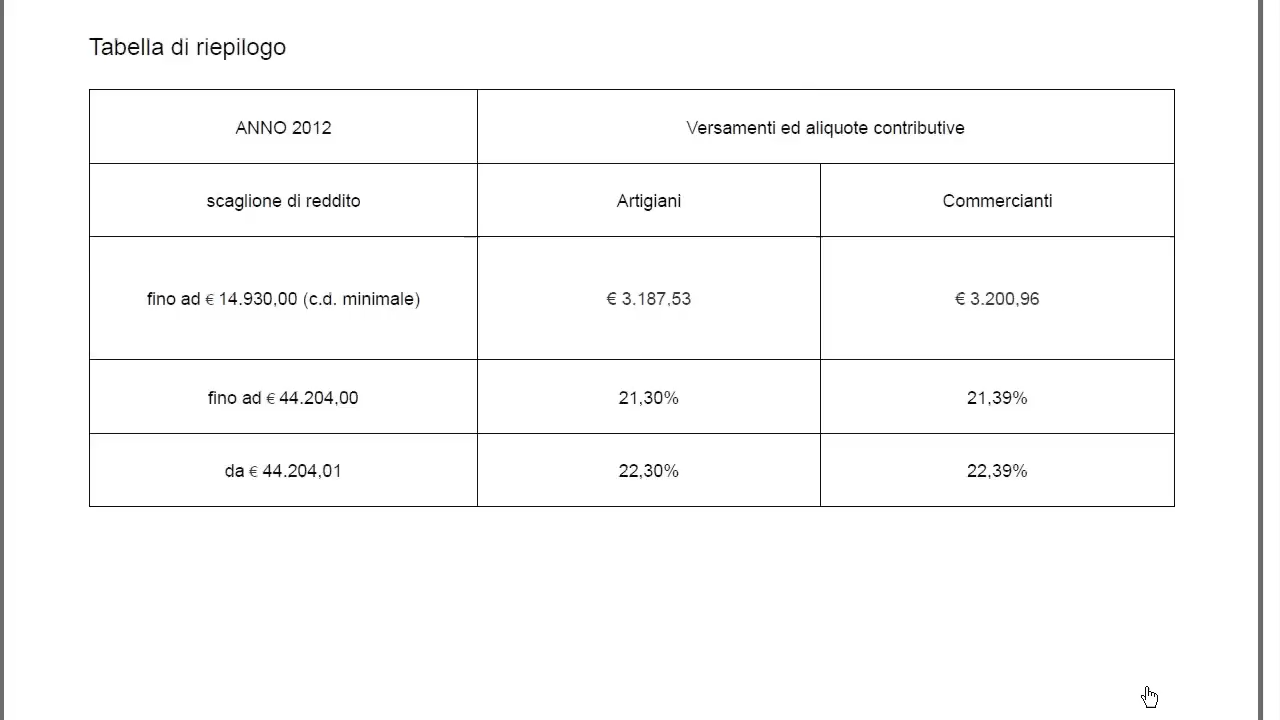 Tabella di riepilogo
ANNO 2012
Versamenti ed aliquote contributive
scaglione di reddito
Artigiani
Commercianti
fino ad € 14.930,00 (c.d. minimale)
€ 3.187,53
€ 3.200,96
fino ad € 44.204,00
21,30%
21,39%
da € 44.204,01
22,30%
22,39%